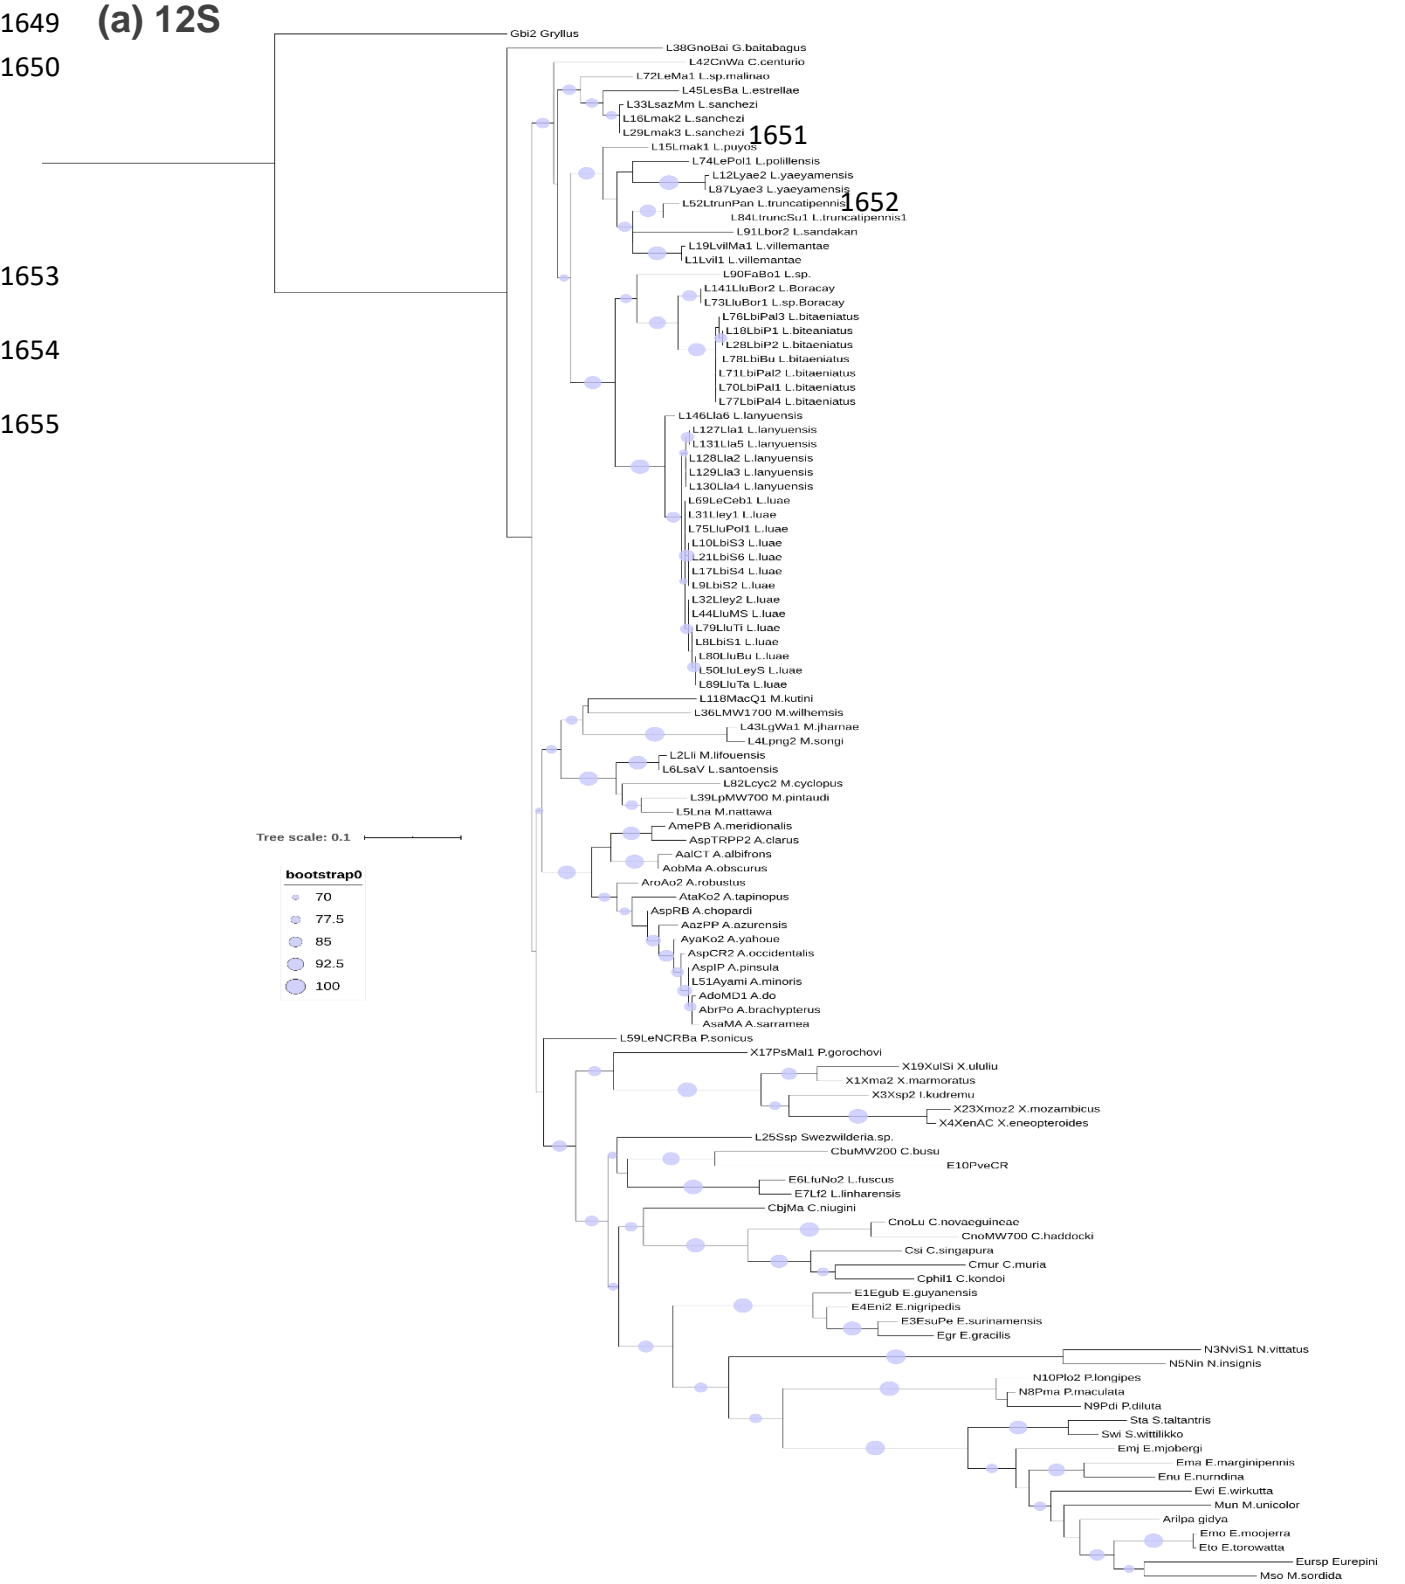 1649 (a) 12S
Gbi2 Gryllus
L38GnoBai G.baitabagus
L42CnWa C.centurio
1650
L72LeMa1 L.sp.malinao
L45LesBa L.estrellae
L33LsazMm L.sanchezi
L16Lmak2 L.sanchezi
L29Lmak3 L.sanchezi
1651
L15Lmak1 L.puyos
L74LePol1 L.polillensis
L12Lyae2 L.yaeyamensis
L87Lyae3 L.yaeyamensis
L52LtrunPan L.truncatipennis
1652
L84LtruncSu1 L.truncatipennis1
L91Lbor2 L.sandakan
L19LvilMa1 L.villemantae
L1Lvil1 L.villemantae
1653
L90FaBo1 L.sp.
L141LluBor2 L.Boracay
L73LluBor1 L.sp.Boracay
L76LbiPal3 L.bitaeniatus
L18LbiP1 L.biteaniatus
L28LbiP2 L.bitaeniatus
1654
L78LbiBu L.bitaeniatus
L71LbiPal2 L.bitaeniatus
L70LbiPal1 L.bitaeniatus
L77LbiPal4 L.bitaeniatus
L146Lla6 L.lanyuensis
1655
L127Lla1 L.lanyuensis
L131Lla5 L.lanyuensis
L128Lla2 L.lanyuensis
L129Lla3 L.lanyuensis
L130Lla4 L.lanyuensis
L69LeCeb1 L.luae
L31Lley1 L.luae
L75LluPol1 L.luae
L10LbiS3 L.luae
L21LbiS6 L.luae
L17LbiS4 L.luae
L9LbiS2 L.luae
L32Lley2 L.luae
L44LluMS L.luae
L79LluTi L.luae
L8LbiS1 L.luae
L80LluBu L.luae
L50LluLeyS L.luae
L89LluTa L.luae
L118MacQ1 M.kutini
L36LMW1700 M.wilhemsis
L43LgWa1 M.jharnae
L4Lpng2 M.songi
L2Lli M.lifouensis
L6LsaV L.santoensis
L82Lcyc2 M.cyclopus
L39LpMW700 M.pintaudi
L5Lna M.nattawa
AmePB A.meridionalis
Tree scale: 0.1
AspTRPP2 A.clarus
AalCT A.albifrons
AobMa A.obscurus
bootstrap0
70
77.5
85
92.5
100
AroAo2 A.robustus
AtaKo2 A.tapinopus
AspRB A.chopardi
AazPP A.azurensis
AyaKo2 A.yahoue
AspCR2 A.occidentalis
AspIP A.pinsula
L51Ayami A.minoris
AdoMD1 A.do
AbrPo A.brachypterus
AsaMA A.sarramea
L59LeNCRBa P.sonicus
X17PsMal1 P.gorochovi
X19XulSi X.ululiu
X1Xma2 X.marmoratus
X3Xsp2 I.kudremu
X23Xmoz2 X.mozambicus
X4XenAC X.eneopteroides
L25Ssp Swezwilderia.sp.
CbuMW200 C.busu
E10PveCR
E6LfuNo2 L.fuscus
E7Lf2 L.linharensis
CbjMa C.niugini
CnoLu C.novaeguineae
CnoMW700 C.haddocki
Csi C.singapura
Cmur C.muria
Cphil1 C.kondoi
E1Egub E.guyanensis
E4Eni2 E.nigripedis
E3EsuPe E.surinamensis
Egr E.gracilis
N3NviS1 N.vittatus
N5Nin N.insignis
N10Plo2 P.longipes
N8Pma P.maculata
N9Pdi P.diluta
Sta S.taltantris
Swi S.wittilikko
Emj E.mjobergi
Ema E.marginipennis
Enu E.nurndina
Ewi E.wirkutta
Mun M.unicolor
Arilpa gidya
Emo E.moojerra
Eto E.torowatta
Eursp Eurepini
Mso M.sordida